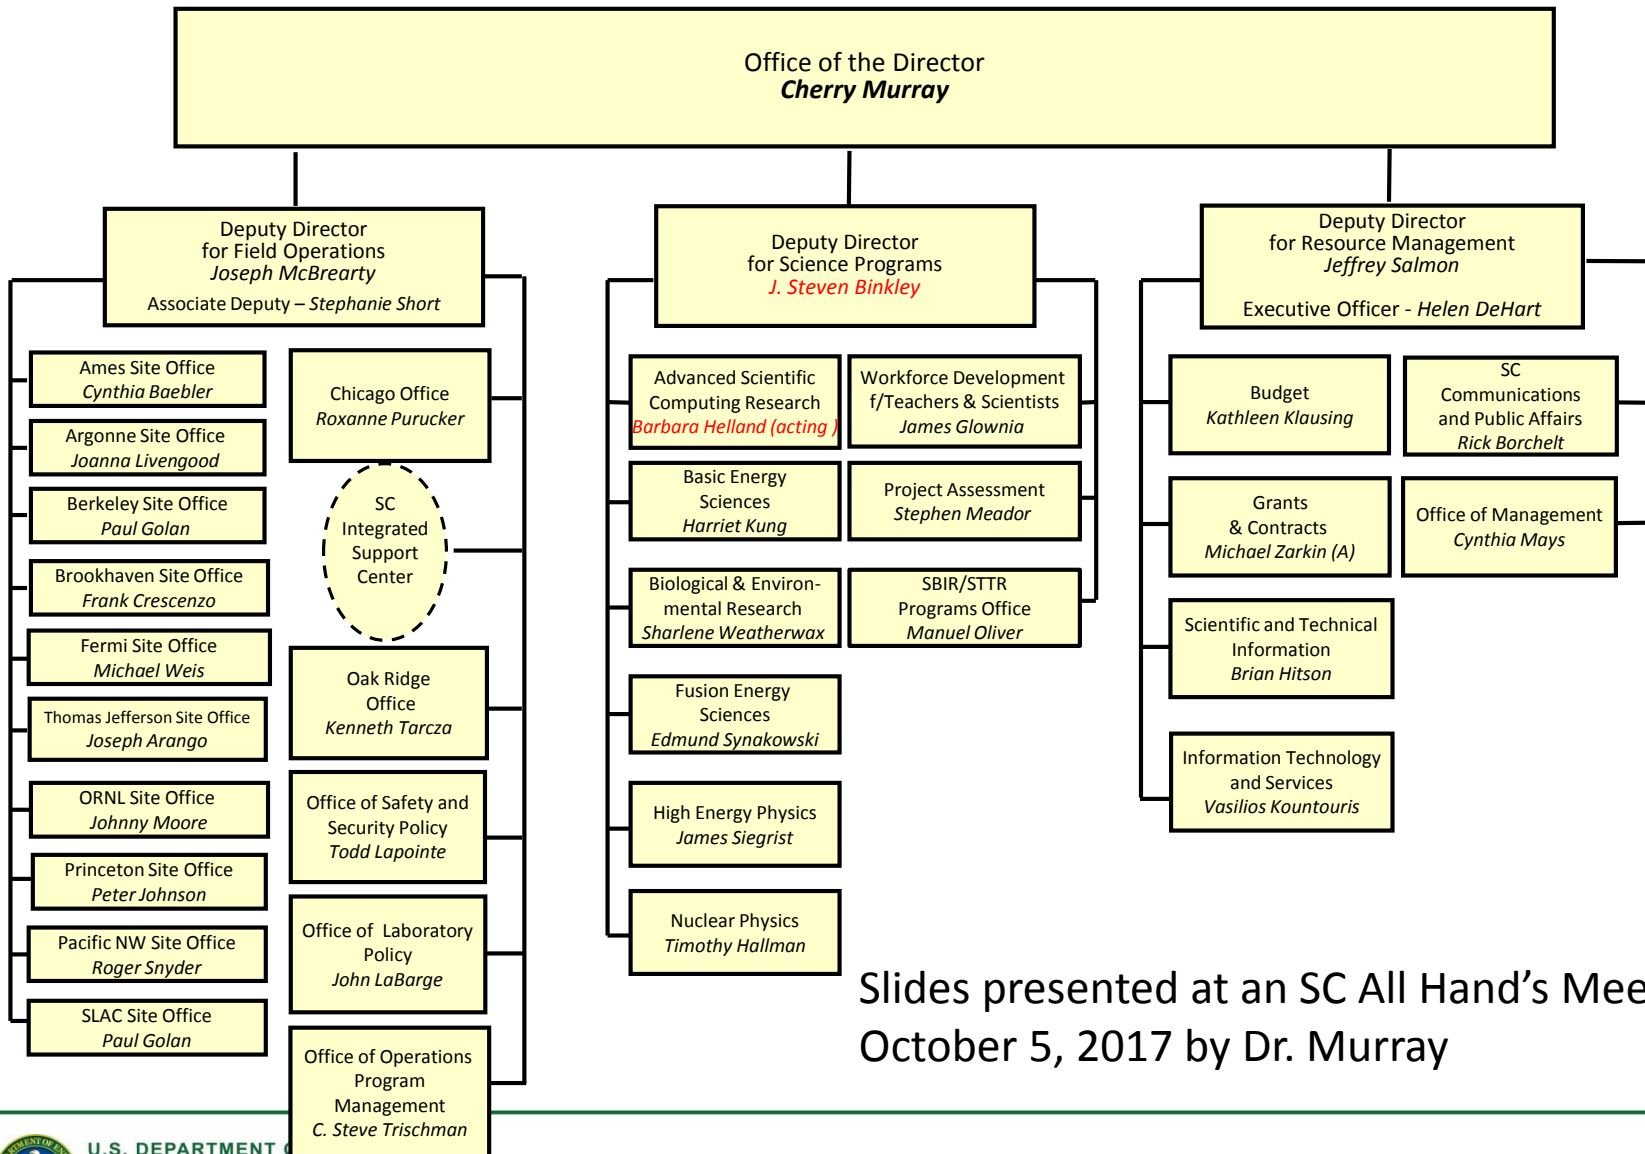 Office of the Director
Cherry Murray
Deputy Director
for Field Operations
Joseph McBrearty
Associate Deputy – Stephanie Short
Deputy Director
for Science Programs
J. Steven Binkley
Deputy Director
for Resource Management
Jeffrey Salmon
Executive Officer - Helen DeHart
Ames Site Office
Cynthia Baebler
Argonne Site Office
Joanna Livengood
Berkeley Site Office
Paul Golan
Brookhaven Site Office
Frank Crescenzo
Fermi Site Office
Michael Weis
Thomas Jefferson Site Office
Joseph Arango
ORNL Site Office
Johnny Moore
Princeton Site Office
Peter Johnson
Pacific NW Site Office
Roger Snyder
SLAC Site Office
Paul Golan
Chicago Office
Roxanne Purucker
SC
Integrated
Support
Center
Oak Ridge
Office
Kenneth Tarcza
Office of Safety and
Security Policy
Todd Lapointe
Office of Laboratory
Policy
John LaBarge
Office of Operations
Program
Management
C. Steve Trischman
Advanced Scientific
Computing Research
Barbara Helland (acting )
Basic Energy
Sciences
Harriet Kung
Biological & Environ-
mental Research
Sharlene Weatherwax
Fusion Energy
Sciences
Edmund Synakowski
High Energy Physics
James Siegrist
Nuclear Physics
Timothy Hallman
Workforce Development
f/Teachers & Scientists
James Glownia
Project Assessment
Stephen Meador
SBIR/STTR
Programs Office
Manuel Oliver
Budget
Kathleen Klausing
Grants
& Contracts
Michael Zarkin (A)
Scientific and Technical
Information
Brian Hitson
Information Technology
and Services
Vasilios Kountouris
SC
Communications
and Public Affairs
Rick Borchelt
Office of Management
Cynthia Mays
Slides presented at an SC All Hand's Mee
October 5, 2017 by Dr. Murray
U.S. DEPARTMENT